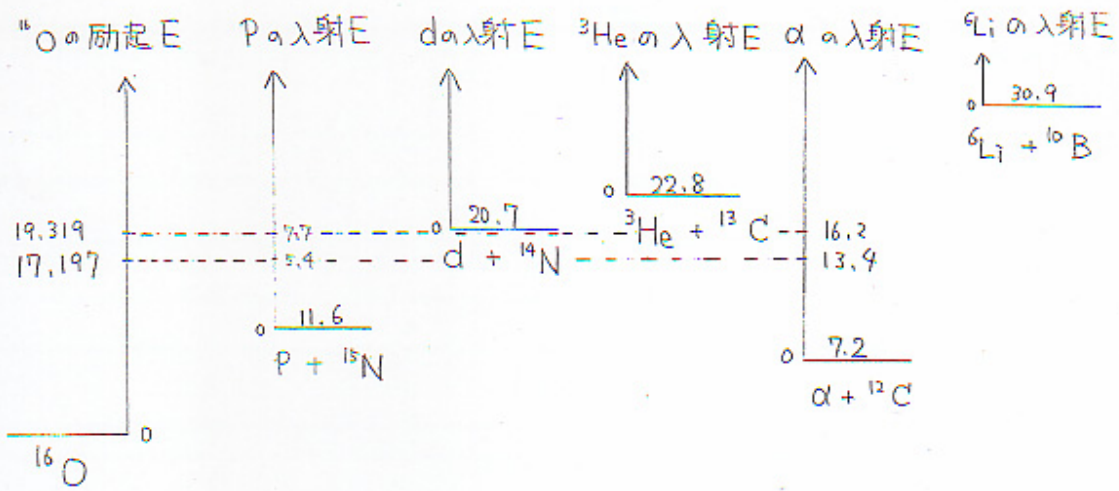 ¹⁶Oの励起E Pの入射E dの入射E ³Heの入射E αの入射E ⁶Liの入射E
0 30.9
⁶Li + ¹⁰B
0 22.8
³He + ¹³C
0 20.7
d + ¹⁴N
19.319 7.7 16.2
17.197 5.4 13.4
0 11.6
P + ¹⁵N
0 7.2
α + ¹²C
0
¹⁶O